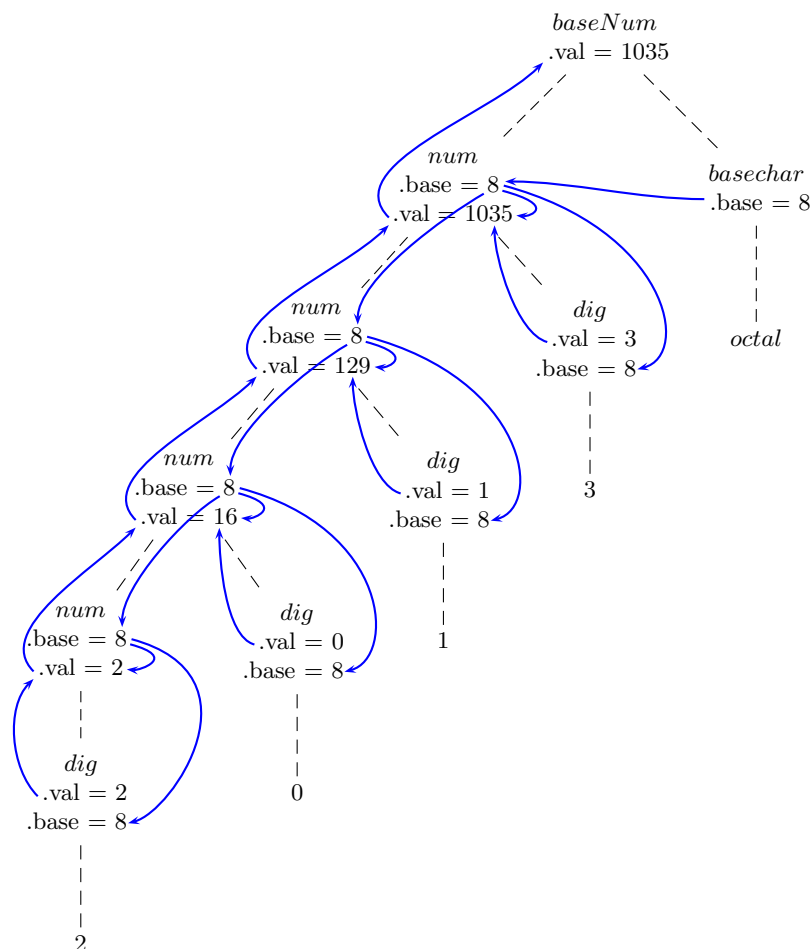 baseNum
.val = 1035
num
.base = 8
.val = 1035
basechar
.base = 8
num
.base = 8
.val = 129
dig
.val = 3
.base = 8
octal
num
.base = 8
.val = 16
dig
.val = 1
.base = 8
3
num
.base = 8
.val = 2
dig
.val = 0
.base = 8
1
dig
.val = 2
.base = 8
0
2